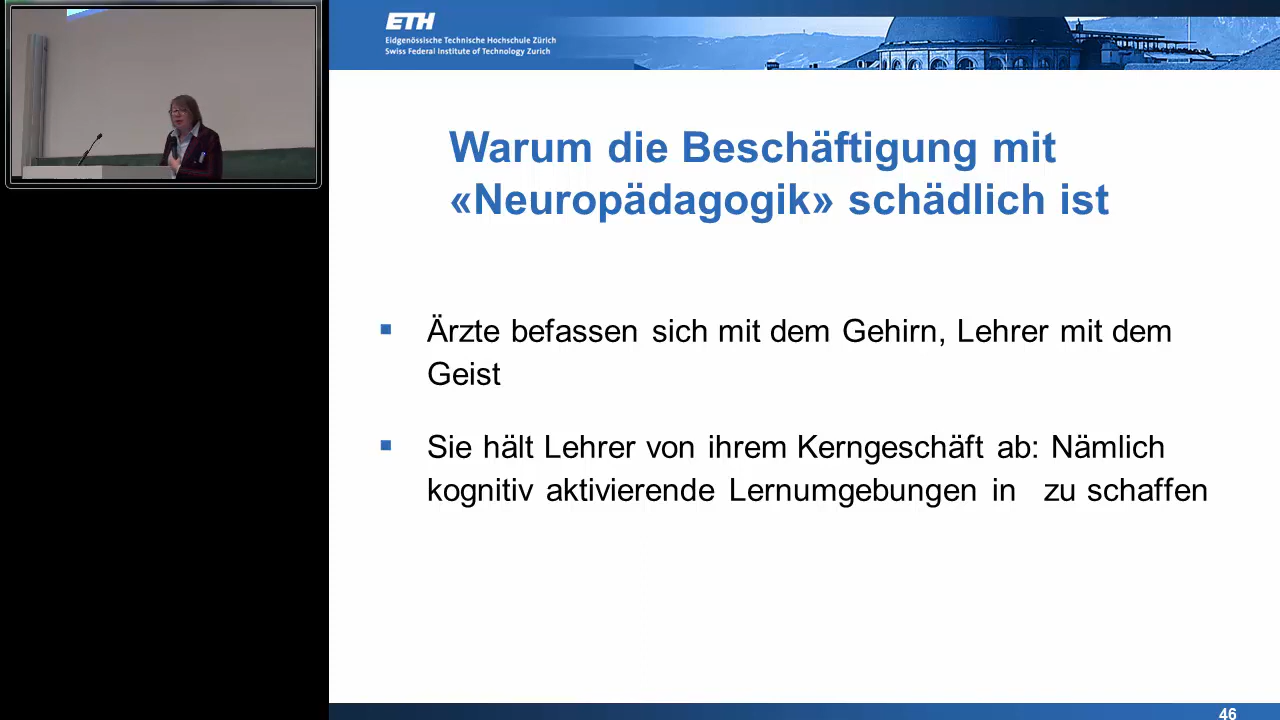 ETH
Eidgenössische Technische Hochschule Zürich
Swiss Federal Institute of Technology Zurich
Warum die Beschäftigung mit
«Neuropädagogik» schädlich ist
Ärzte befassen sich mit dem Gehirn, Lehrer mit dem
Geist
Sie hält Lehrer von ihrem Kerngeschäft ab: Nämlich
kognitiv aktivierende Lernumgebungen in zu schaffen
46